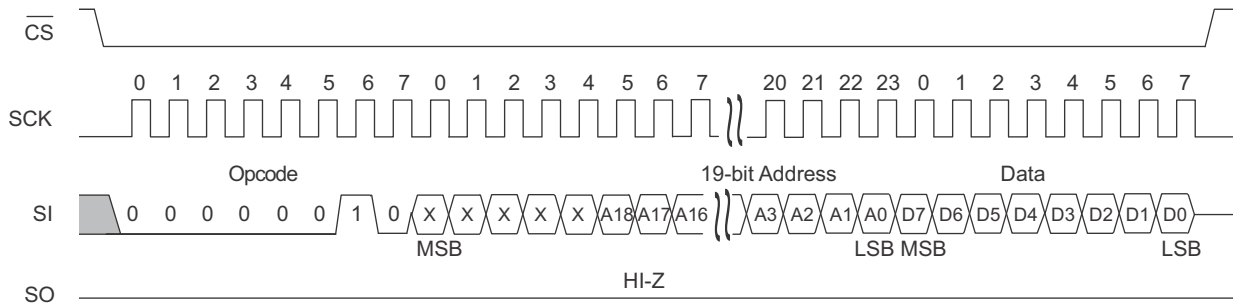 CS
0 1 2 3 4 5 6 7 0 1 2 3 4 5 6 7 20 21 22 23 0 1 2 3 4 5 6 7
SCK
Opcode 19-bit Address Data
SI 0 0 0 0 0 0 1 0 X X X X X A18 A17 A16 A3 A2 A1 A0 D7 D6 D5 D4 D3 D2 D1 D0
MSB LSB MSB LSB
HI-Z
SO